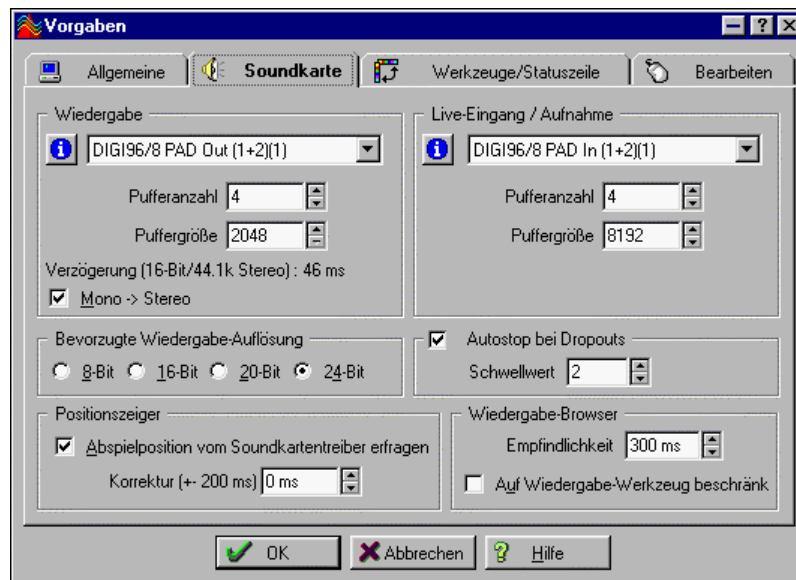 Vorgaben
Allgemeine
Soundkarte
Werkzeuge/Statuszeile
Bearbeiten
Wiedergabe
DIGI96/8 PAD Out (1+2)(1)
Pufferanzahl 4
Puffergröße 2048
Verzögerung (16-Bit/44.1k Stereo) : 46 ms
Mono -> Stereo
Live-Eingang / Aufnahme
DIGI96/8 PAD In (1+2)(1)
Pufferanzahl 4
Puffergröße 8192
Bevorzugte Wiedergabe-Auflösung
8-Bit 16-Bit 20-Bit 24-Bit
Autostop bei Dropouts
Schwellwert 2
Positionszeiger
Abspielposition vom Soundkartentreiber erfragen
Korrektur (+- 200 ms) 0 ms
Wiedergabe-Browser
Empfindlichkeit 300 ms
Auf Wiedergabe-Werkzeug beschränk
OK
Abbrechen
Hilfe